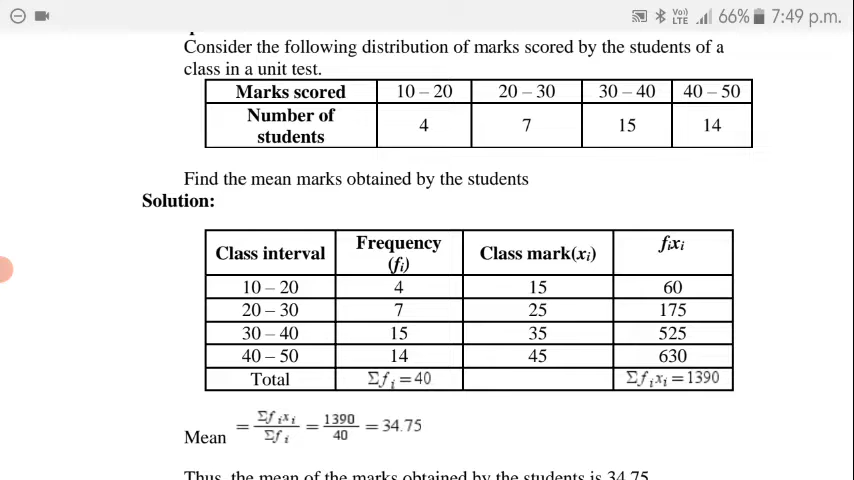 66% 7:49 p.m.
Consider the following distribution of marks scored by the students of a
class in a unit test.
Marks scored 10 – 20 20 – 30 30 – 40 40 – 50
Number of students 4 7 15 14
Find the mean marks obtained by the students
Solution:
Class interval Frequency (fi) Class mark(xi) fixi
10 – 20 4 15 60
20 – 30 7 25 175
30 – 40 15 35 525
40 – 50 14 45 630
Total Σfi = 40 Σfixi = 1390
Mean = Σfixi / Σfi = 1390 / 40 = 34.75
Thus, the mean of the marks obtained by the students is 34.75